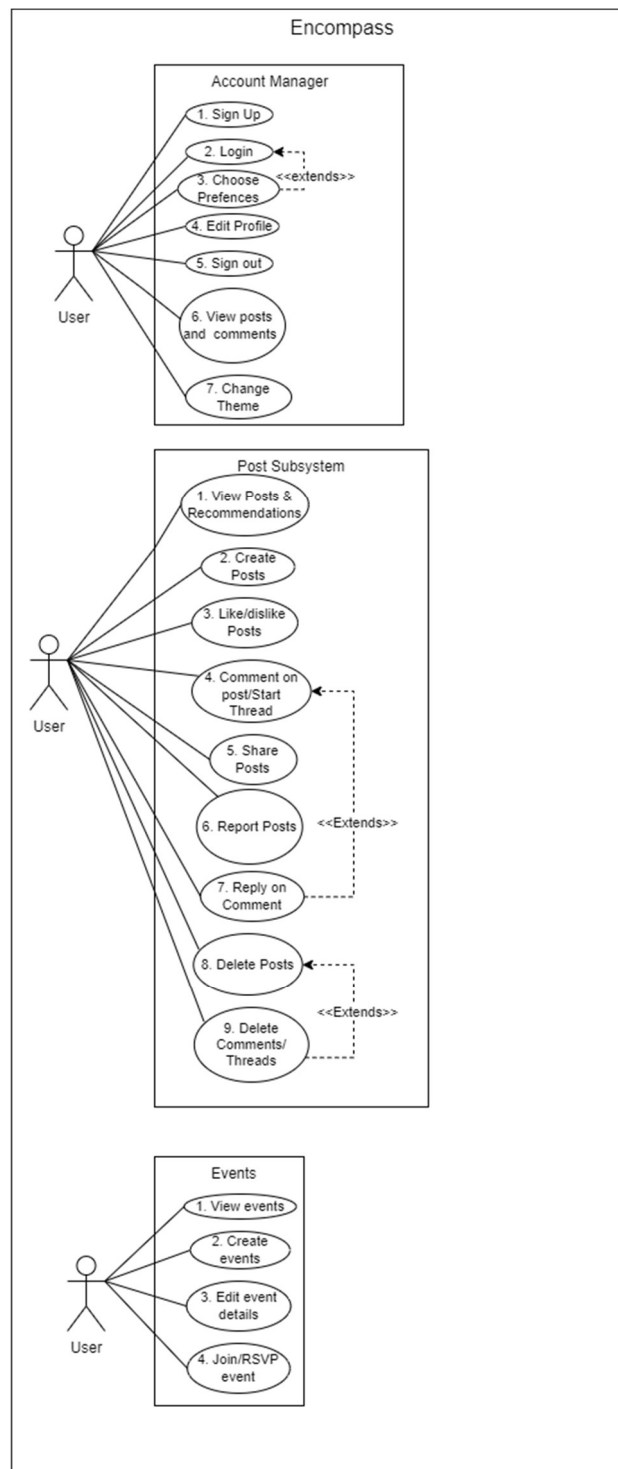 Encompass
Account Manager
1. Sign Up
2. Login
<<extends>>
3. Choose
Prefences
4. Edit Profile
5. Sign out
User
6. View posts
and comments
7. Change
Theme
Post Subsystem
1. View Posts &
Recommendations
2. Create
Posts
3. Like/dislike
Posts
4. Comment on
post/Start
Thread
User
5. Share
Posts
6. Report Posts
<<Extends>>
7. Reply on
Comment
8. Delete Posts
<<Extends>>
9. Delete
Comments/
Threads
Events
1. View events
2. Create
events
3. Edit event
details
User
4. Join/RSVP
event